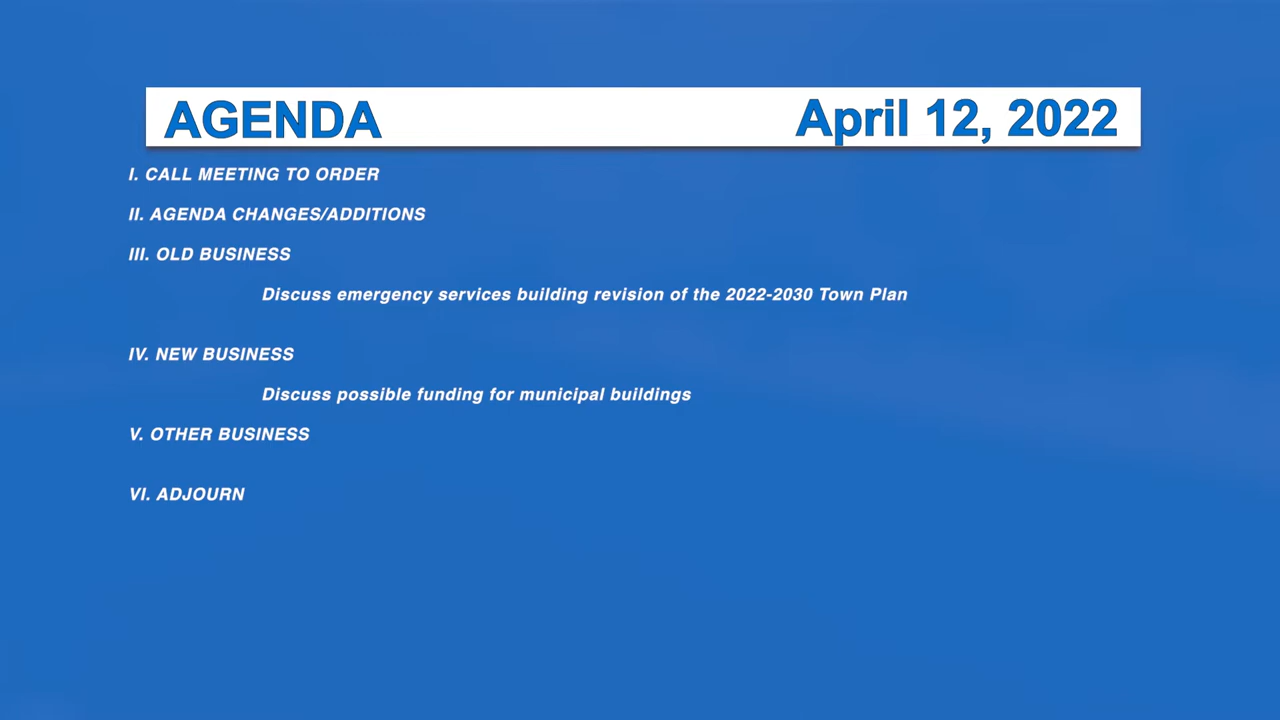 AGENDA April 12, 2022
I. CALL MEETING TO ORDER
II. AGENDA CHANGES/ADDITIONS
III. OLD BUSINESS
Discuss emergency services building revision of the 2022-2030 Town Plan
IV. NEW BUSINESS
Discuss possible funding for municipal buildings
V. OTHER BUSINESS
VI. ADJOURN